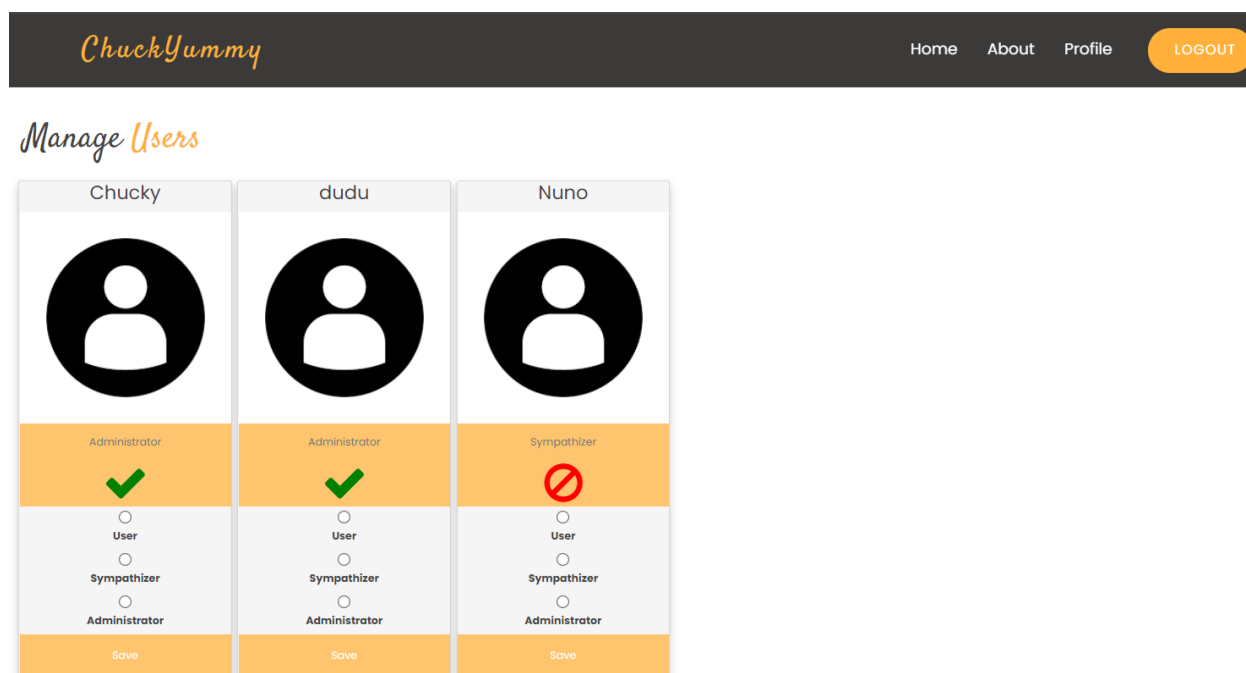 ChuckYummy Home About Profile LOGOUT
Manage Users
Chucky dudu Nuno
Administrator Administrator Sympathizer
User User User
Sympathizer Sympathizer Sympathizer
Administrator Administrator Administrator
Save Save Save